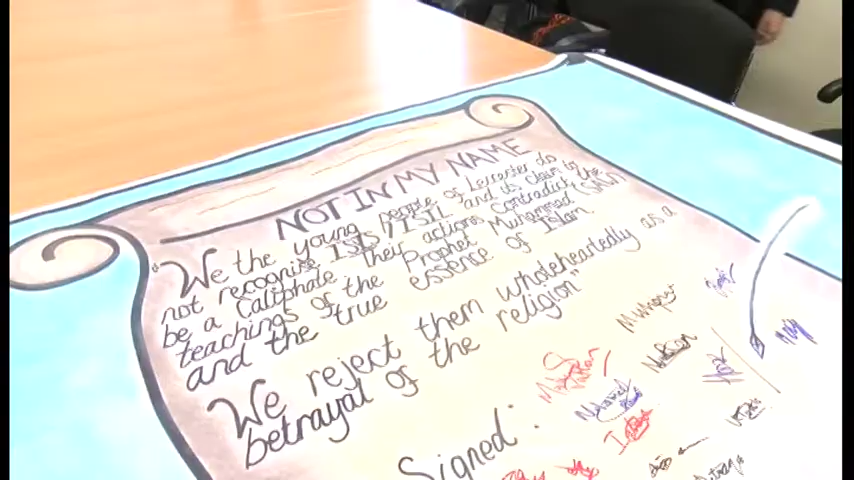 NOT IN MY NAME
"We the young people of Leicester do
not recognise ISIS / ISIL and its claim to
be a Caliphate. Their actions contradict the
teachings of the Prophet Muhammad (SAW)
and the true essence of Islam.
We reject them wholeheartedly as a
betrayal of the religion"
Signed: